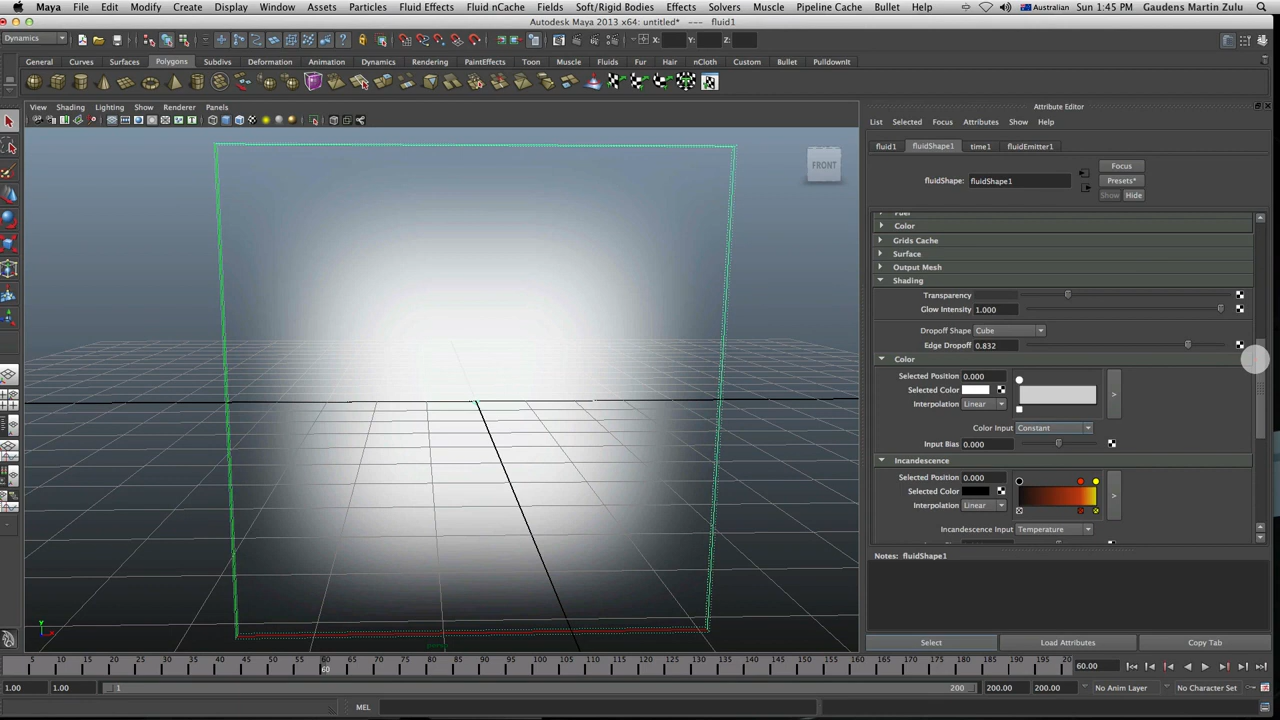 Maya File Edit Modify Create Display Window Assets Particles Fluid Effects Fluid nCache Fields Soft/Rigid Bodies Effects Solvers Muscle Pipeline Cache Bullet Help Australian Sun 1:45 PM Gaudens Martin Zulu
Autodesk Maya 2013 x64: untitled* --- fluid1
Dynamics X: Y: Z:
General Curves Surfaces Polygons Subdivs Deformation Animation Dynamics Rendering PaintEffects Toon Muscle Fluids Fur Hair nCloth Custom Bullet PulldownIt
View Shading Lighting Show Renderer Panels
FRONT
Y
X
Attribute Editor
List Selected Focus Attributes Show Help
fluid1 fluidShape1 time1 fluidEmitter1
Focus
fluidShape: fluidShape1 Presets*
Show Hide
Fuel
Color
Grids Cache
Surface
Output Mesh
Shading
Transparency
Glow Intensity 1.000
Dropoff Shape Cube
Edge Dropoff 0.832
Color
Selected Position 0.000
Selected Color
Interpolation Linear
>
Color Input Constant
Input Bias 0.000
Incandescence
Selected Position 0.000
Selected Color
Interpolation Linear
>
Incandescence Input Temperature
Notes: fluidShape1
Select Load Attributes Copy Tab
5 10 15 20 25 30 35 40 45 50 55 60 65 70 75 80 85 90 95 100 105 110 115 120 125 130 135 140 145 150 155 160 165 170 175 180 185 190 195 20 60.00
60
1.00 1.00 1 200 200.00 200.00 No Anim Layer No Character Set
MEL